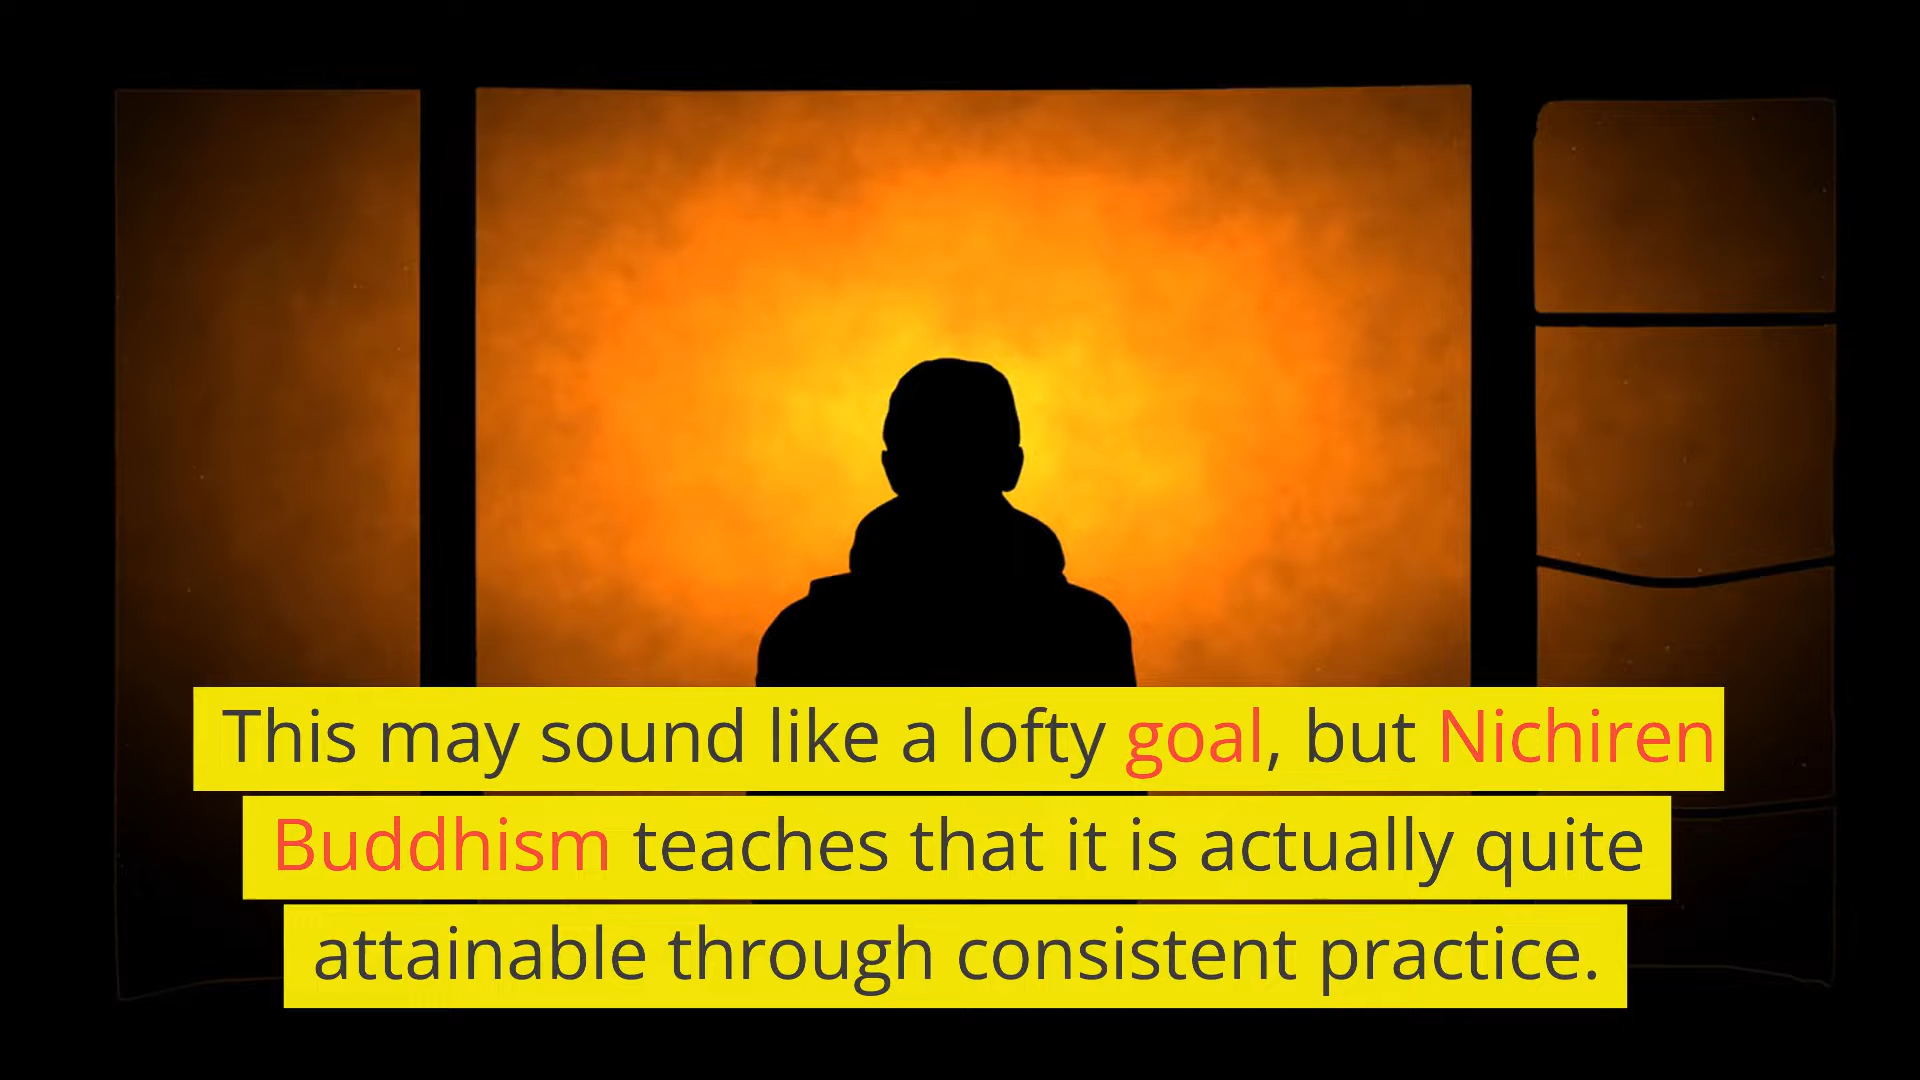 This may sound like a lofty goal, but Nichiren
Buddhism teaches that it is actually quite
attainable through consistent practice.